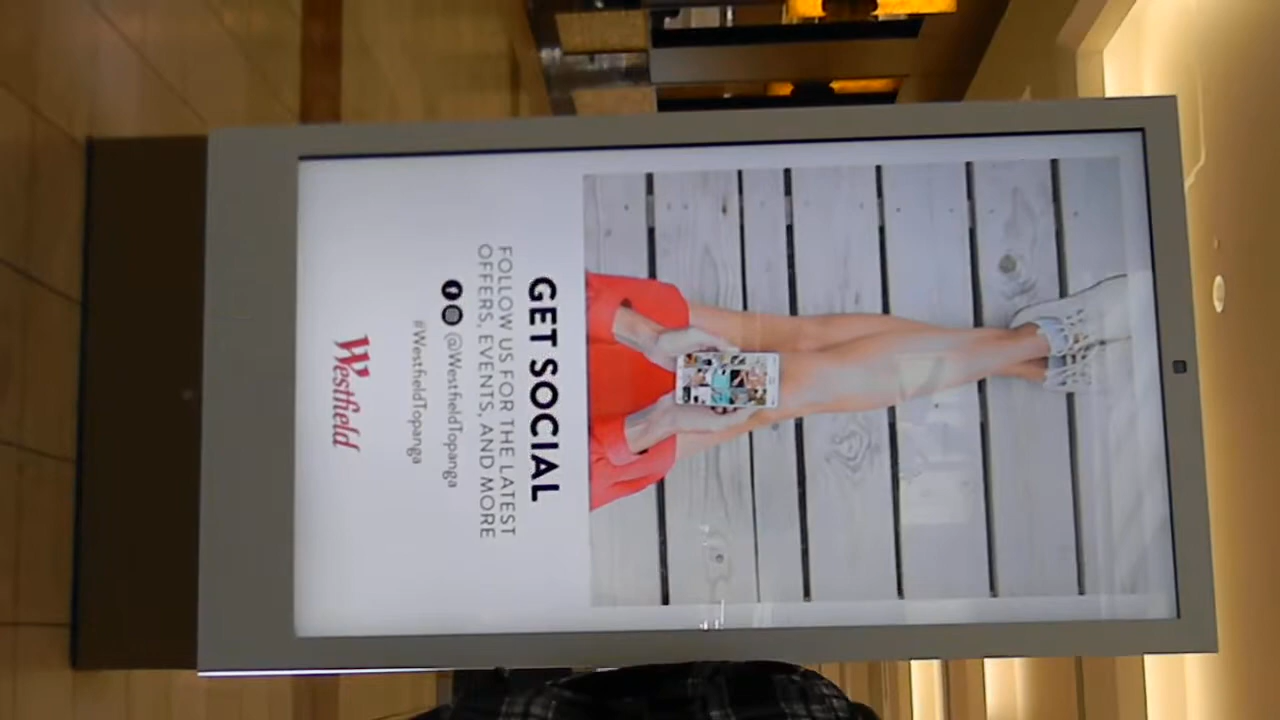 GET SOCIAL
FOLLOW US FOR THE LATEST
OFFERS, EVENTS, AND MORE
@WestfieldTopanga
#WestfieldTopanga
Westfield